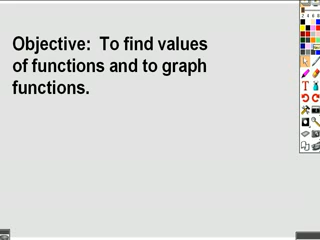 Objective:  To find values
of functions and to graph
functions.